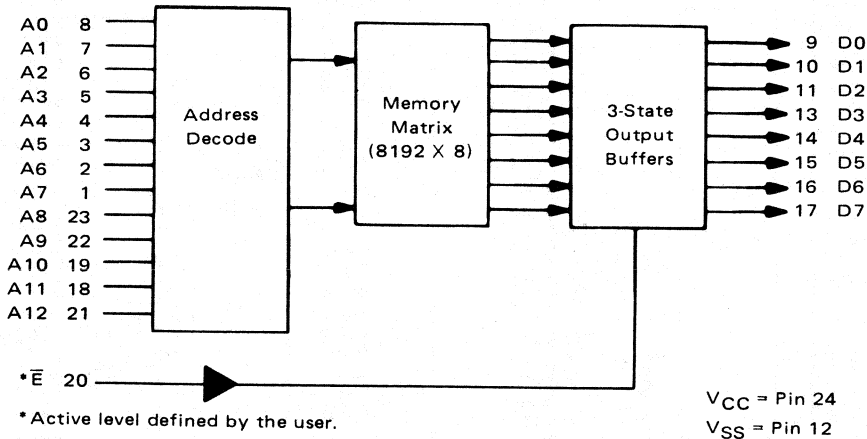 A0 8
A1 7
A2 6
A3 5
A4 4
A5 3
A6 2
A7 1
A8 23
A9 22
A10 19
A11 18
A12 21
Address
Decode
Memory
Matrix
(8192 X 8)
3-State
Output
Buffers
9 D0
10 D1
11 D2
13 D3
14 D4
15 D5
16 D6
17 D7
*E̅ 20
*Active level defined by the user.
VCC = Pin 24
VSS = Pin 12